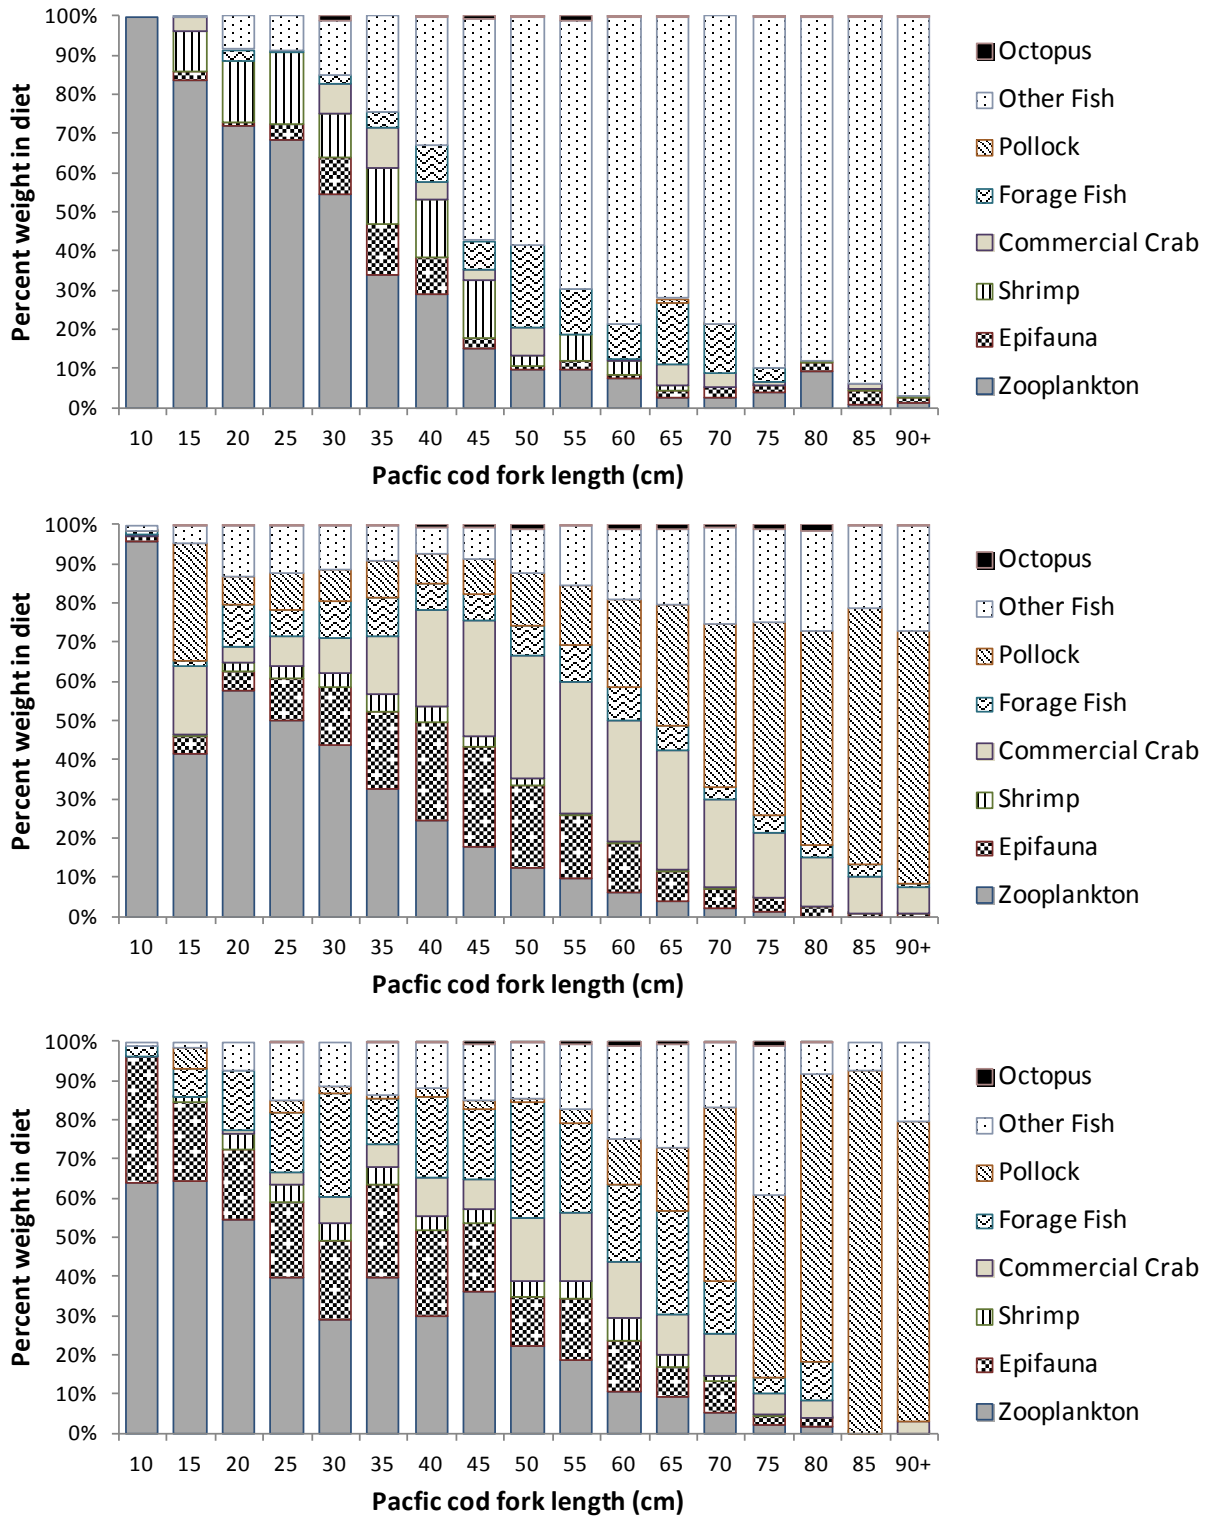 Percent weight in diet
100%
90%
80%
70%
60%
50%
40%
30%
20%
10%
0%
10 15 20 25 30 35 40 45 50 55 60 65 70 75 80 85 90+
Pacfic cod fork length (cm)
Octopus
Other Fish
Pollock
Forage Fish
Commercial Crab
Shrimp
Epifauna
Zooplankton
Percent weight in diet
100%
90%
80%
70%
60%
50%
40%
30%
20%
10%
0%
10 15 20 25 30 35 40 45 50 55 60 65 70 75 80 85 90+
Pacfic cod fork length (cm)
Octopus
Other Fish
Pollock
Forage Fish
Commercial Crab
Shrimp
Epifauna
Zooplankton
Percent weight in diet
100%
90%
80%
70%
60%
50%
40%
30%
20%
10%
0%
10 15 20 25 30 35 40 45 50 55 60 65 70 75 80 85 90+
Pacfic cod fork length (cm)
Octopus
Other Fish
Pollock
Forage Fish
Commercial Crab
Shrimp
Epifauna
Zooplankton